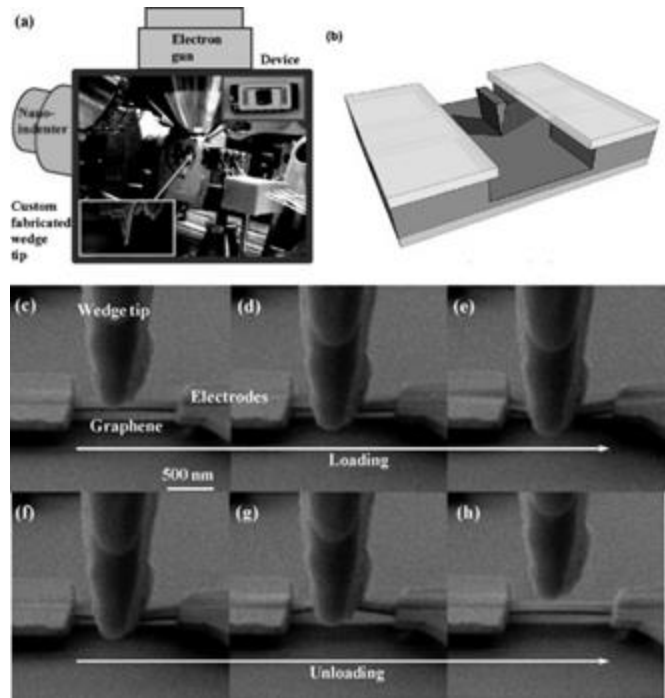 (a)
Electron
gun
Device
(b)
Nano-
indenter
Custom
fabricated
wedge
tip
(c)
Wedge tip
(d)
(e)
Electrodes
Graphene
Loading
500 nm
(f)
(g)
(h)
Unloading